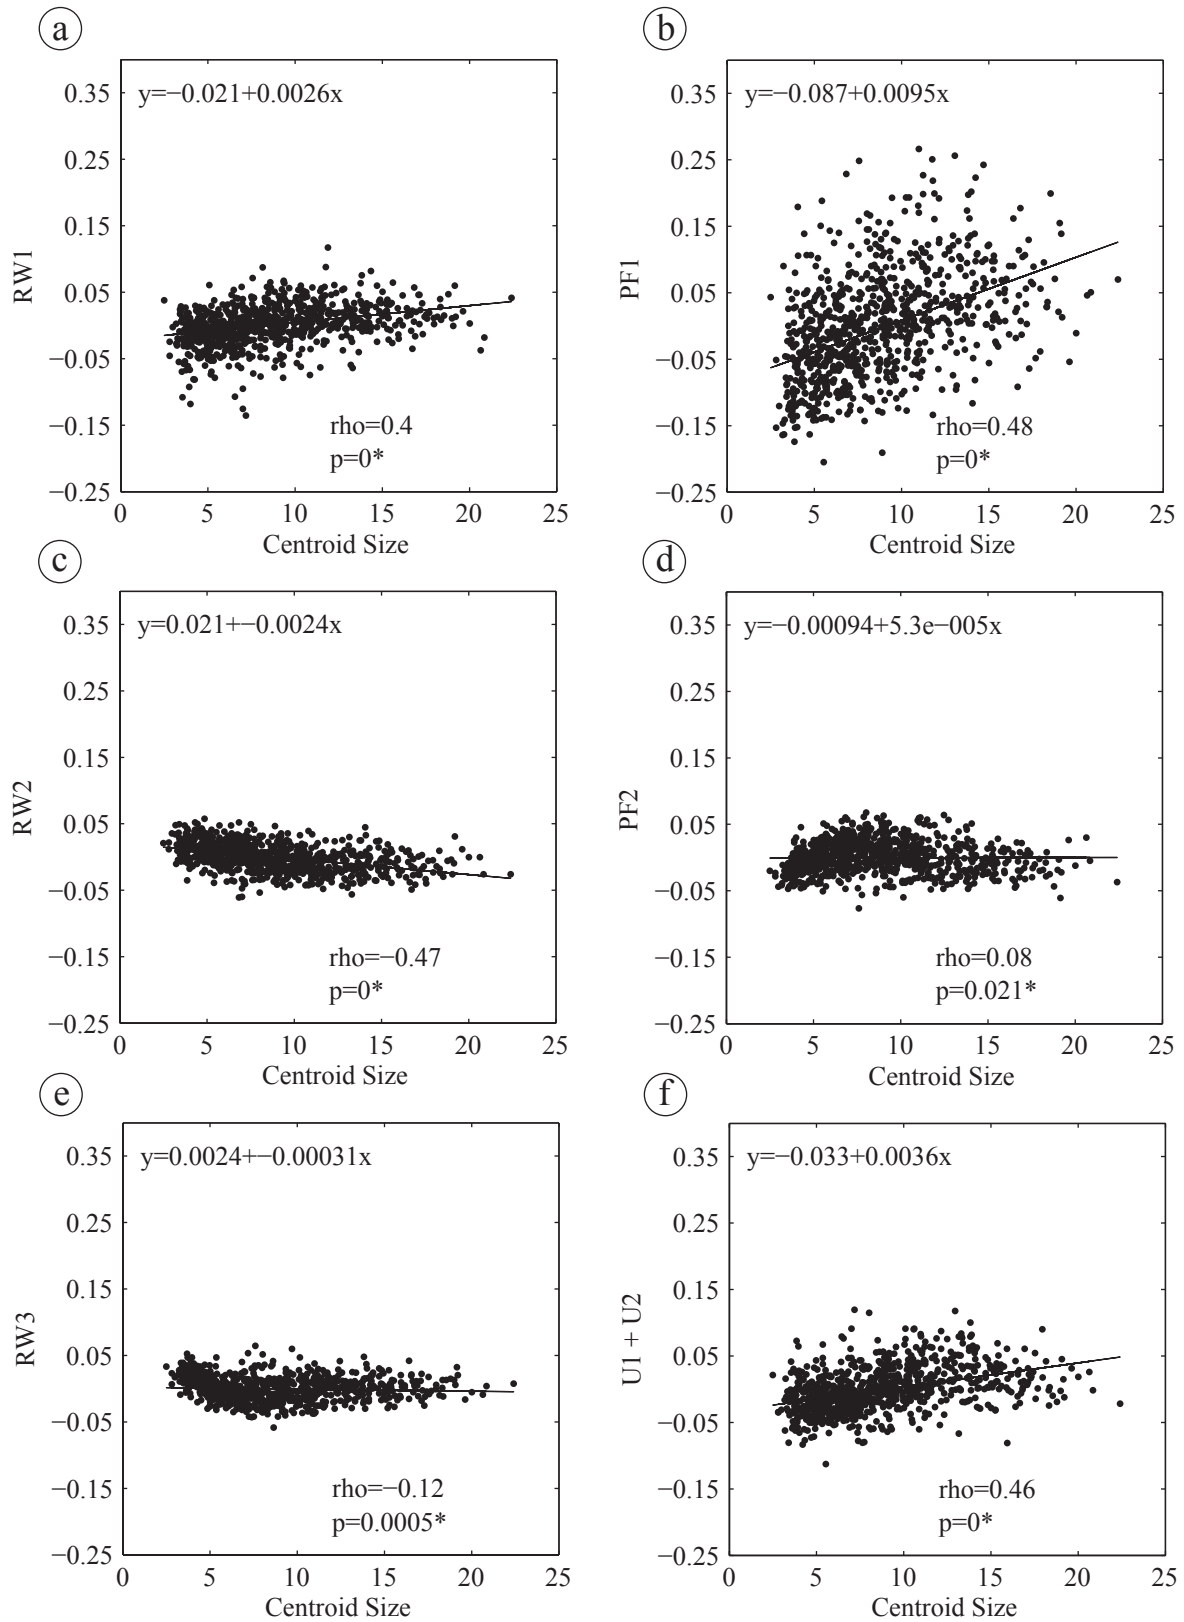 a
y=−0.021+0.0026x
0.35
0.25
0.15
0.05
−0.05
−0.15
−0.25
RW1
rho=0.4
p=0*
0 5 10 15 20 25
Centroid Size
b
y=−0.087+0.0095x
0.35
0.25
0.15
0.05
−0.05
−0.15
−0.25
PF1
rho=0.48
p=0*
0 5 10 15 20 25
Centroid Size
c
y=0.021+−0.0024x
0.35
0.25
0.15
0.05
−0.05
−0.15
−0.25
RW2
rho=−0.47
p=0*
0 5 10 15 20 25
Centroid Size
d
y=−0.00094+5.3e−005x
0.35
0.25
0.15
0.05
−0.05
−0.15
−0.25
PF2
rho=0.08
p=0.021*
0 5 10 15 20 25
Centroid Size
e
y=0.0024+−0.00031x
0.35
0.25
0.15
0.05
−0.05
−0.15
−0.25
RW3
rho=−0.12
p=0.0005*
0 5 10 15 20 25
Centroid Size
f
y=−0.033+0.0036x
0.35
0.25
0.15
0.05
−0.05
−0.15
−0.25
U1 + U2
rho=0.46
p=0*
0 5 10 15 20 25
Centroid Size